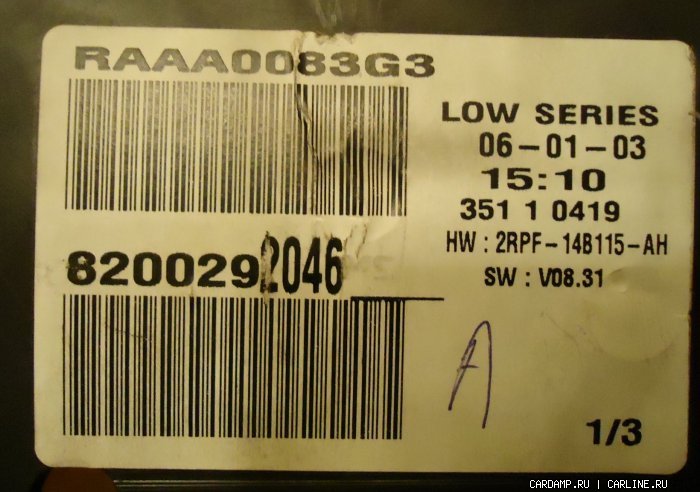 RAAA0083G3
LOW SERIES
06-01-03
15:10
351 1 0419
HW : 2RPF-14B115-AH
SW : V08.31
8200292046
A
1/3
CARDAMP.RU | CARLINE.RU